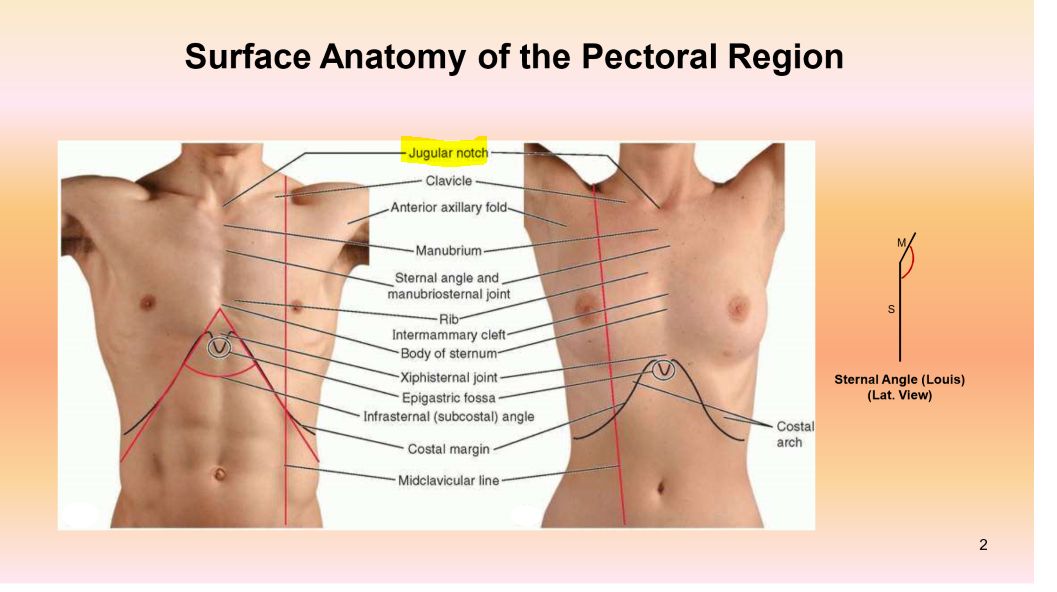 Surface Anatomy of the Pectoral Region
Jugular notch
Clavicle
Anterior axillary fold
Manubrium
Sternal angle and
manubriosternal joint
Rib
Intermammary cleft
Body of sternum
Xiphisternal joint
Epigastric fossa
Infrasternal (subcostal) angle
Costal margin
Midclavicular line
Costal
arch
M
S
Sternal Angle (Louis)
(Lat. View)
2